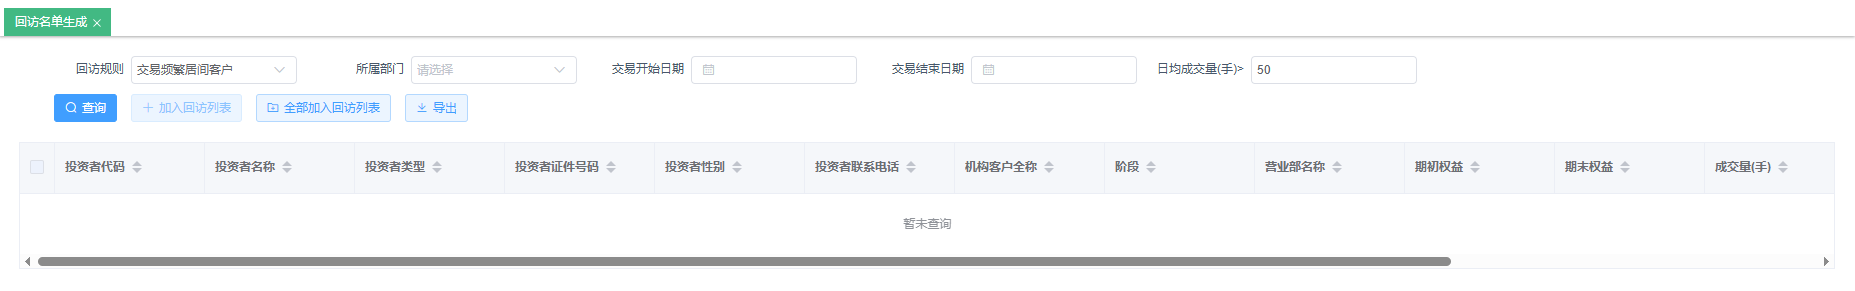 回访名单生成
回访规则 交易频繁居间客户 所属部门 请选择 交易开始日期 交易结束日期 日均成交量(手)> 50
查询 加入回访列表 全部加入回访列表 导出
投资者代码 投资者名称 投资者类型 投资者证件号码 投资者性别 投资者联系电话 机构客户全称 阶段 营业部名称 期初权益 期末权益 成交量(手)
暂未查询